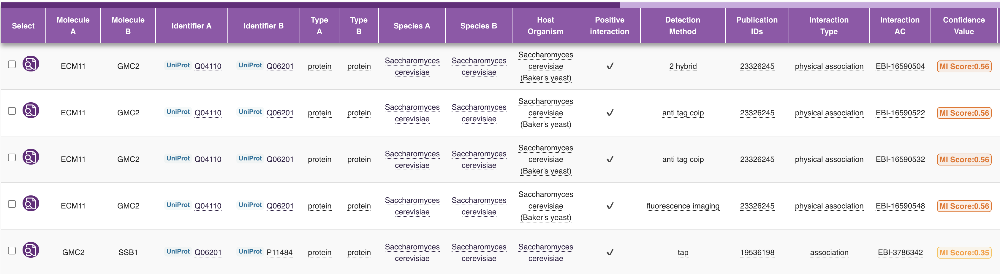 Select Molecule A Molecule B Identifier A Identifier B Type A Type B Species A Species B Host Organism Positive interaction Detection Method Publication IDs Interaction Type Interaction AC Confidence Value
ECM11 GMC2 UniProt Q04110 UniProt Q06201 protein protein Saccharomyces cerevisiae Saccharomyces cerevisiae Saccharomyces cerevisiae (Baker's yeast) ✓ 2 hybrid 23326245 physical association EBI-16590504 MI Score:0.56
ECM11 GMC2 UniProt Q04110 UniProt Q06201 protein protein Saccharomyces cerevisiae Saccharomyces cerevisiae Saccharomyces cerevisiae (Baker's yeast) ✓ anti tag coip 23326245 physical association EBI-16590522 MI Score:0.56
ECM11 GMC2 UniProt Q04110 UniProt Q06201 protein protein Saccharomyces cerevisiae Saccharomyces cerevisiae Saccharomyces cerevisiae (Baker's yeast) ✓ anti tag coip 23326245 physical association EBI-16590532 MI Score:0.56
ECM11 GMC2 UniProt Q04110 UniProt Q06201 protein protein Saccharomyces cerevisiae Saccharomyces cerevisiae Saccharomyces cerevisiae (Baker's yeast) ✓ fluorescence imaging 23326245 physical association EBI-16590548 MI Score:0.56
GMC2 SSB1 UniProt Q06201 UniProt P11484 protein protein Saccharomyces cerevisiae Saccharomyces cerevisiae Saccharomyces cerevisiae ✓ tap 19536198 association EBI-3786342 MI Score:0.35